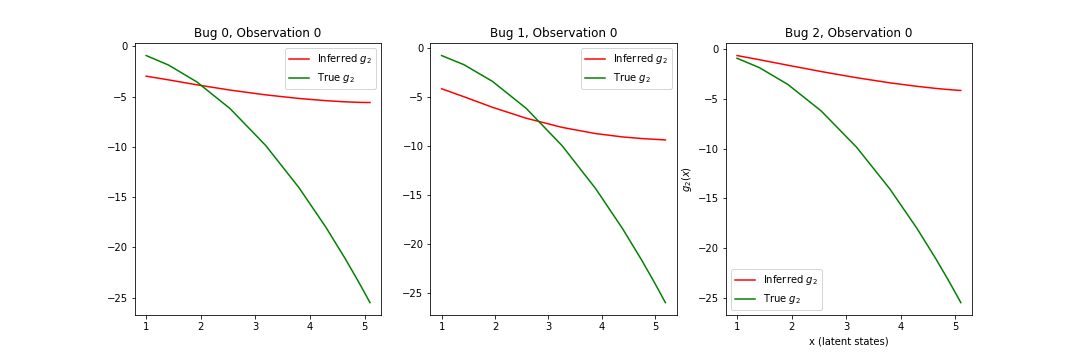 Bug 0, Observation 0
Inferred g₂
True g₂
0
−5
−10
−15
−20
−25
1 2 3 4 5
Bug 1, Observation 0
Inferred g₂
True g₂
0
−5
−10
−15
−20
−25
1 2 3 4 5
Bug 2, Observation 0
g₂(x)
0
−5
−10
−15
−20
−25
Inferred g₂
True g₂
1 2 3 4 5
x (latent states)